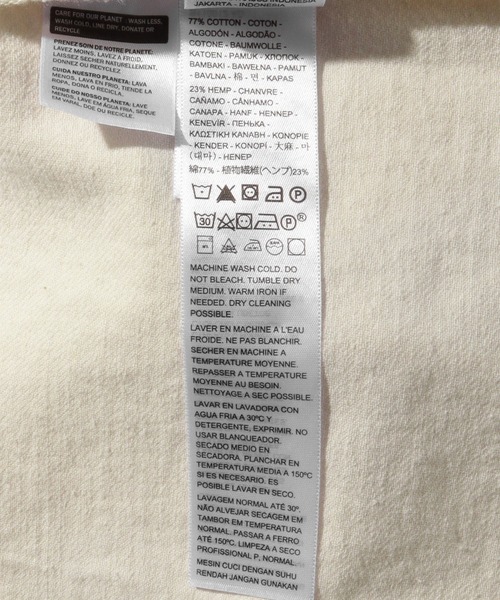 CARE FOR OUR PLANET: WASH LESS,
WASH COLD, LINE DRY, DONATE OR
RECYCLE
PRENEZ SOIN DE NOTRE PLANÈTE:
LAVEZ MOINS, LAVEZ À FROID,
LAISSEZ SÉCHER NATURELLEMENT,
DONNEZ OU RECYCLEZ.
CUIDA NUESTRO PLANETA: LAVA
MENOS, LAVA EN FRÍO, TIENDE LA
ROPA, DONA O RECICLA.
CUIDE DO NOSSO PLANETA: LAVE
MENOS, LAVE EM ÁGUA FRIA, SEQUE
EM VARAL, DOE OU RECICLE.
INDONESIA
JAKARTA - INDONESIA
77% COTTON - COTON -
ALGODÓN - ALGODÃO -
COTONE - BAUMWOLLE -
KATOEN - PAMUK - ХЛОПОК -
BAMBAKI - BAWEŁNA - PAMUT
- BAVLNA - 棉 - 면 - KAPAS
23% HEMP - CHANVRE -
CAÑAMO - CÂNHAMO -
CANAPA - HANF - HENNEP -
KENEVİR - ПЕНЬКА -
ΚΛΩΣΤΙΚΗ ΚΑΝΑΒΗ - KONOPIE
- KENDER - KONOPÍ - 大麻 - 마
(대마) - HENEP
綿77% - 植物繊維(ヘンプ)23%
P
30 P®
MACHINE WASH COLD. DO
NOT BLEACH. TUMBLE DRY
MEDIUM. WARM IRON IF
NEEDED. DRY CLEANING
POSSIBLE.
LAVER EN MACHINE A L'EAU
FROIDE. NE PAS BLANCHIR.
SECHER EN MACHINE A
TEMPERATURE MOYENNE.
REPASSER A TEMPERATURE
MOYENNE AU BESOIN.
NETTOYAGE A SEC POSSIBLE.
LAVAR EN LAVADORA CON
AGUA FRIA A 30ºC Y
DETERGENTE, EXPRIMIR. NO
USAR BLANQUEADOR.
SECADO MEDIO EN
SECADORA. PLANCHAR EN
TEMPERATURA MEDIA A 150ºC
SI ES NECESARIO. ES
POSIBLE LAVAR EN SECO.
LAVAGEM NORMAL ATÉ 30º.
NÃO ALVEJAR SECAGEM EM
TAMBOR EM TEMPERATURA
NORMAL. PASSAR A FERRO
ATÉ 150ºC. LIMPEZA A SECO
PROFISSIONAL P, NORMAL.
MESIN CUCI DENGAN SUHU
RENDAH JANGAN GUNAKAN